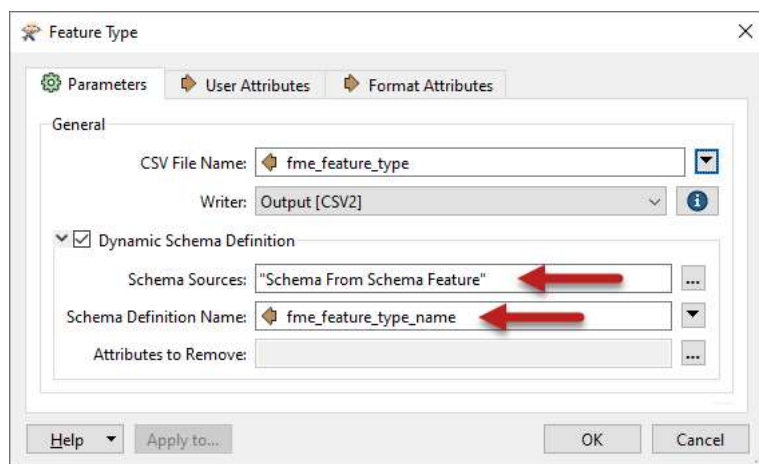 Feature Type
Parameters User Attributes Format Attributes
General
CSV File Name: fme_feature_type
Writer: Output [CSV2]
Dynamic Schema Definition
Schema Sources: "Schema From Schema Feature" ...
Schema Definition Name: fme_feature_type_name
Attributes to Remove: ...
Help Apply to... OK Cancel